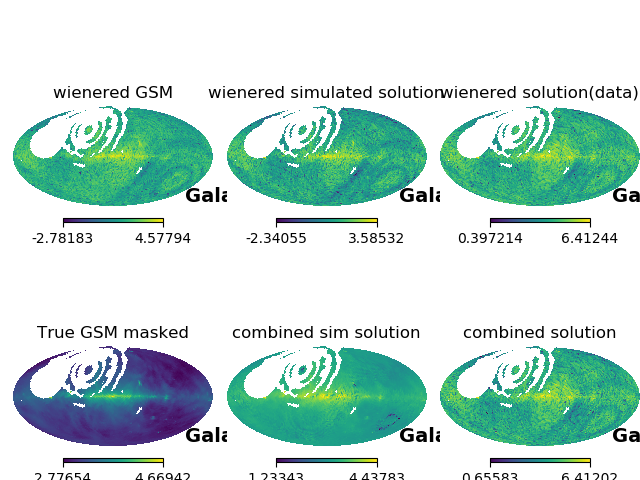 wienered GSM
wienered simulated solution
wienered solution(data)
Gala
Gala
Ga
-2.78183 4.57794
-2.34055 3.58532
0.397214 6.41244
True GSM masked
combined sim solution
combined solution
Gala
Gala
Ga
2.77654 4.66942
1.23343 4.43783
0.65583 6.41202